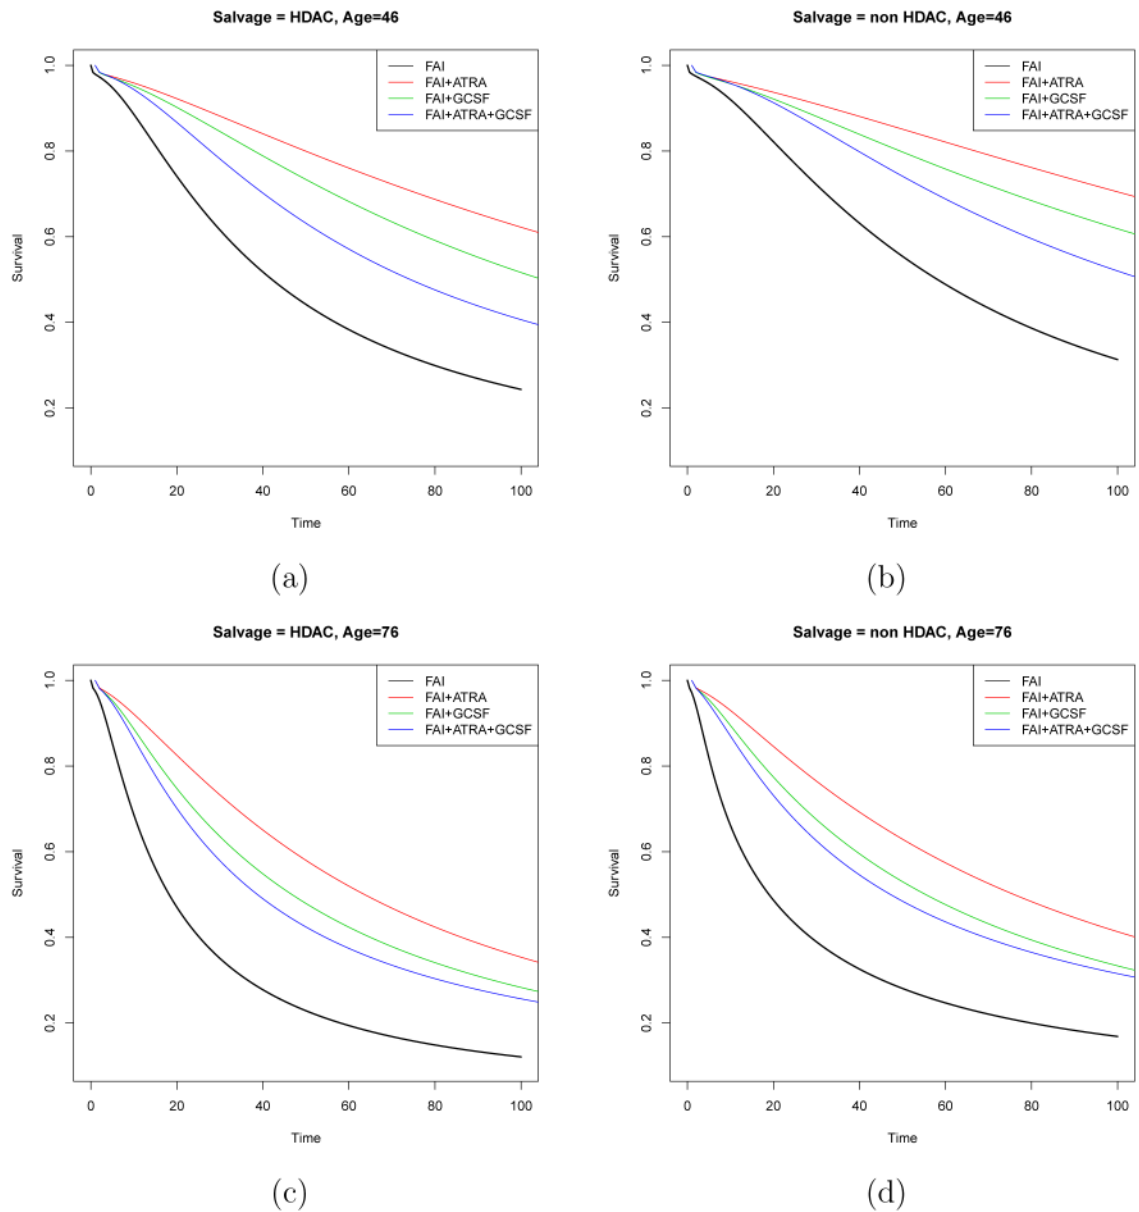 Salvage = HDAC, Age=46
FAI
FAI+ATRA
FAI+GCSF
FAI+ATRA+GCSF
1.0
0.8
0.6
0.4
0.2
Survival
0 20 40 60 80 100
Time
(a)
Salvage = non HDAC, Age=46
FAI
FAI+ATRA
FAI+GCSF
FAI+ATRA+GCSF
1.0
0.8
0.6
0.4
0.2
Survival
0 20 40 60 80 100
Time
(b)
Salvage = HDAC, Age=76
FAI
FAI+ATRA
FAI+GCSF
FAI+ATRA+GCSF
1.0
0.8
0.6
0.4
0.2
Survival
0 20 40 60 80 100
Time
(c)
Salvage = non HDAC, Age=76
FAI
FAI+ATRA
FAI+GCSF
FAI+ATRA+GCSF
1.0
0.8
0.6
0.4
0.2
Survival
0 20 40 60 80 100
Time
(d)